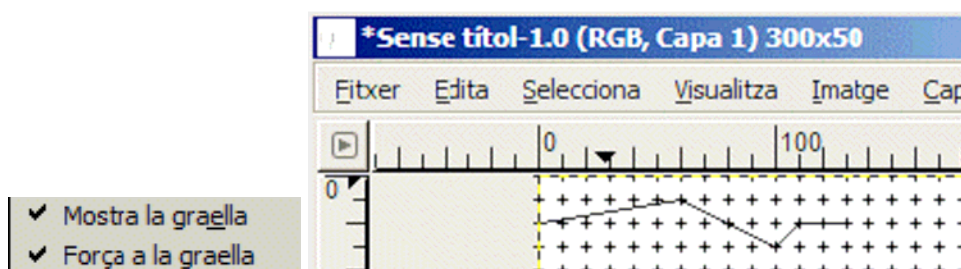 *Sense títol-1.0 (RGB, Capa 1) 300x50
Fitxer Edita Selecciona Visualitza Imatge Cap
0 100
0
Mostra la graella
Força a la graella